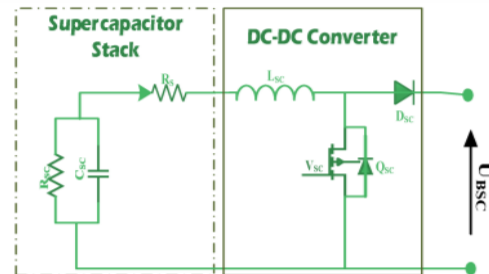 Supercapacitor
Stack
DC-DC Converter
Rs
LSC
DSC
RSC
CSC
VSC
QSC
UBSC